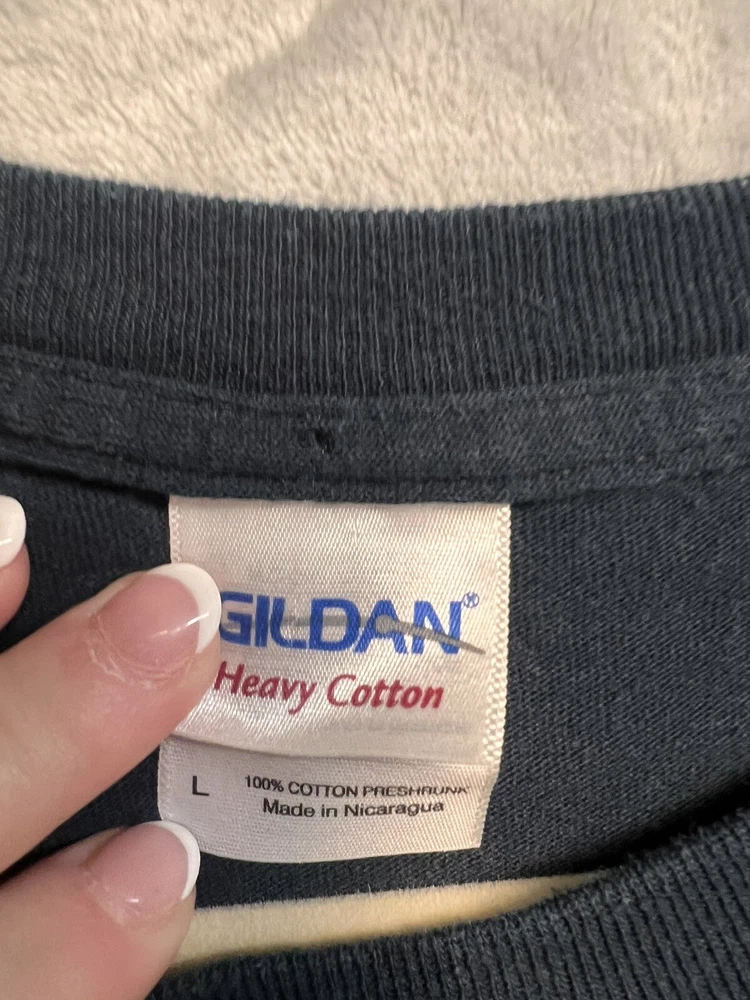 GILDAN®
Heavy Cotton
L 100% COTTON PRESHRUNK
Made in Nicaragua